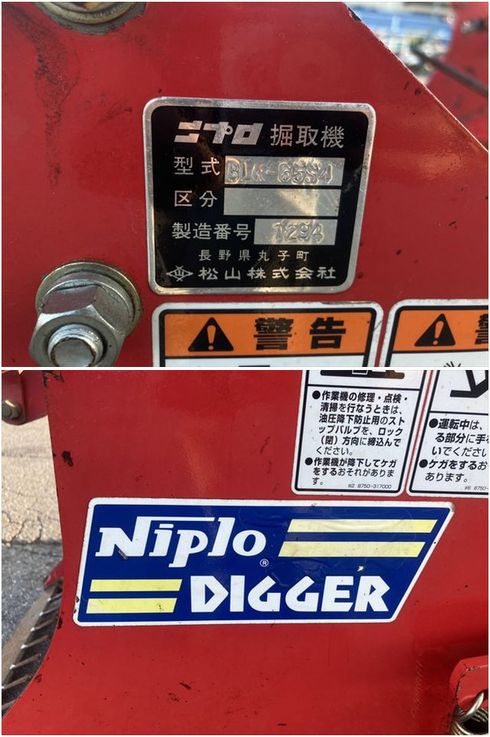 ニプロ 掘取機
型式
区分
製造番号 1294
長野県丸子町
松山株式会社
警告
●作業機の修理・点検・
清掃を行なうときは、
油圧降下防止用のス
トップバルブを、ロック
(閉)方向に締込んで
ください。
●作業機が降下してケガ
をするおそれがありま
す。
●運転中は、
る部分に手
いでください
●ケガをするお
あります。
Niplo
DIGGER